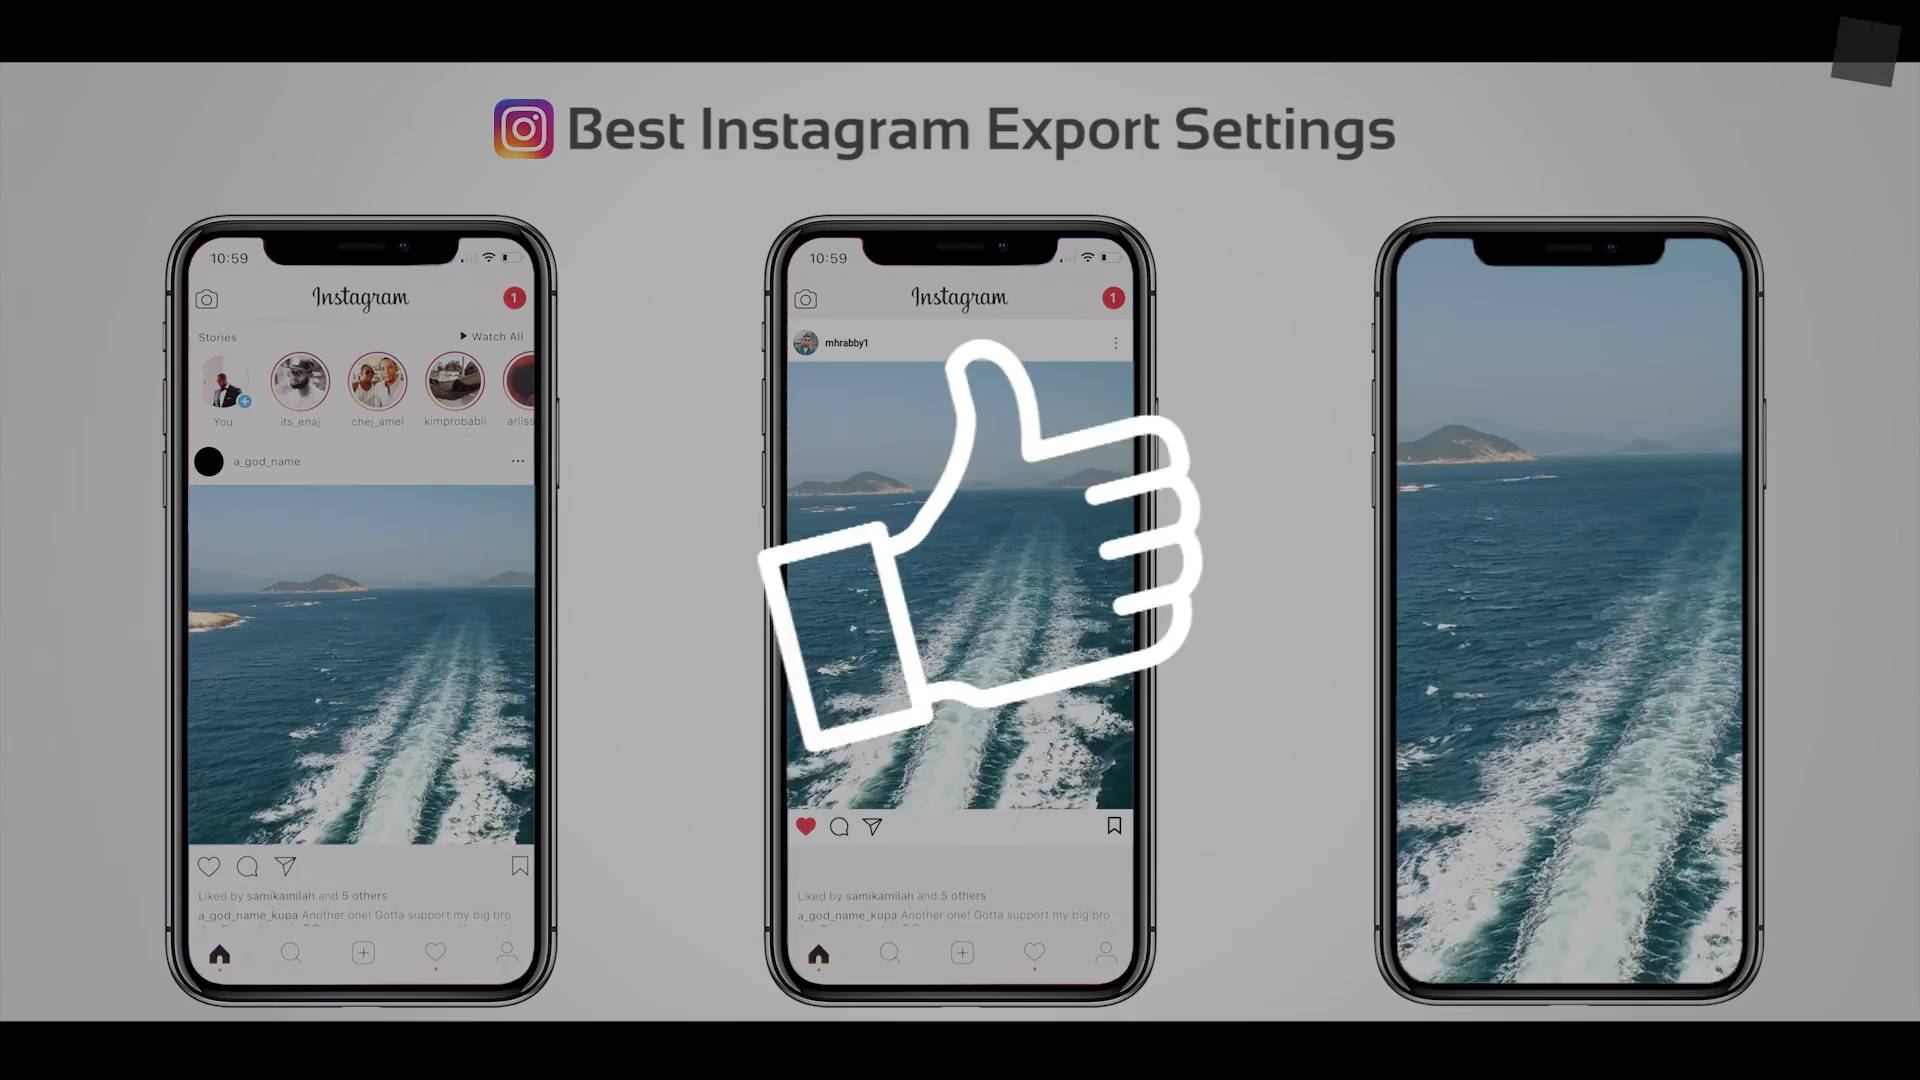 Best Instagram Export Settings
10:59
Instagram
1
Stories
Watch All
You
its_enaj
chej_amel
kimprobabli
arliss
a_god_name
Liked by samikamilah and 5 others
a_god_name_kupa Another one! Gotta support my big bro
10:59
Instagram
1
mhrabby1
Liked by samikamilah and 5 others
a_god_name_kupa Another one! Gotta support my big bro